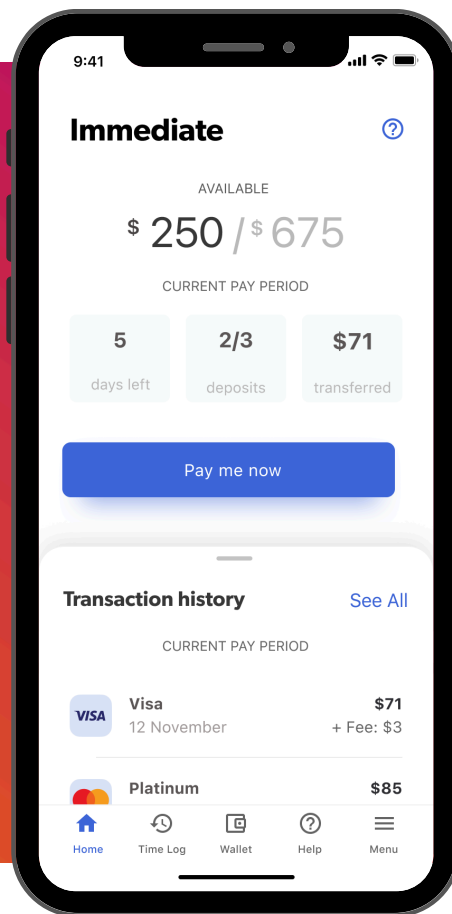 9:41
Immediate
AVAILABLE
$ 250 / $ 675
CURRENT PAY PERIOD
5 2/3 $71
days left deposits transferred
Pay me now
Transaction history See All
CURRENT PAY PERIOD
VISA Visa $71
12 November + Fee: $3
Platinum $85
Home Time Log Wallet Help Menu